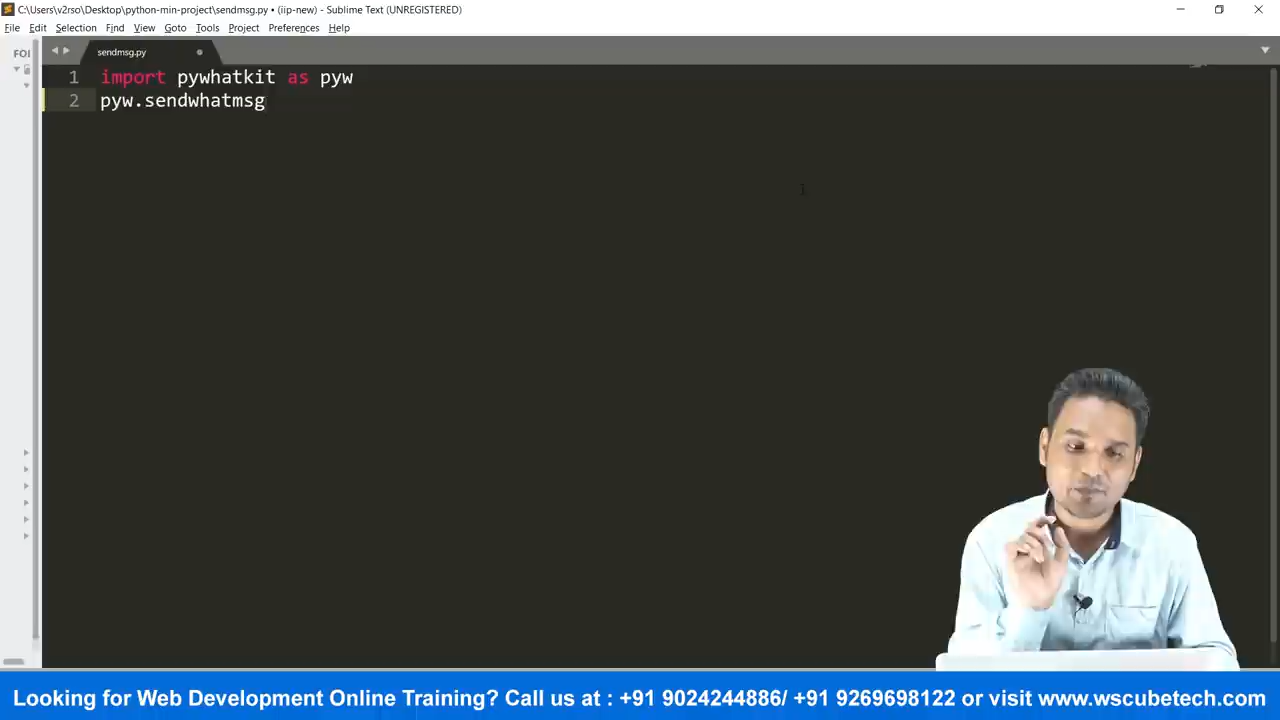 C:\Users\v2rso\Desktop\python-min-project\sendmsg.py • (iip-new) - Sublime Text (UNREGISTERED)
File Edit Selection Find View Goto Tools Project Preferences Help
FOI
sendmsg.py
1 import pywhatkit as pyw
2 pyw.sendwhatmsg
Looking for Web Development Online Training? Call us at : +91 9024244886/ +91 9269698122 or visit www.wscubetech.com